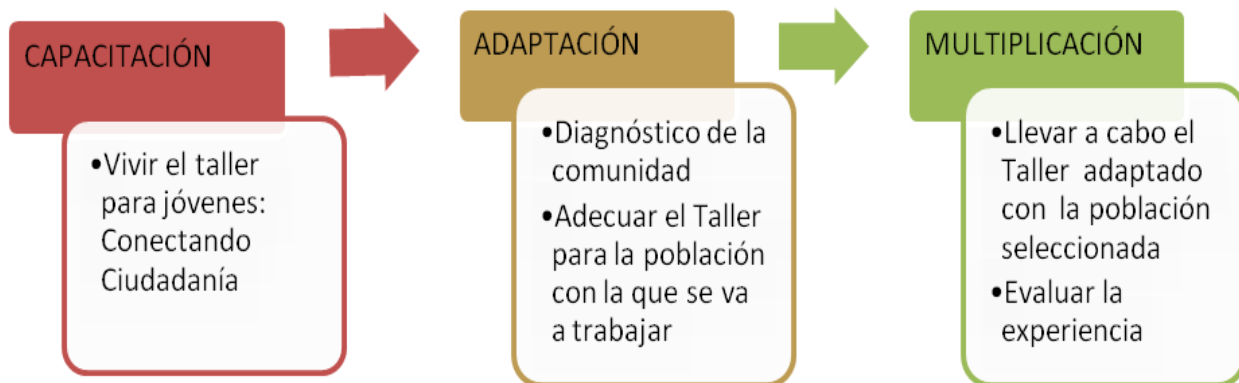 CAPACITACIÓN
•Vivir el taller
para jóvenes:
Conectando
Ciudadanía
ADAPTACIÓN
•Diagnóstico de la
comunidad
•Adecuar el Taller
para la población
con la que se va
a trabajar
MULTIPLICACIÓN
•Llevar a cabo el
Taller adaptado
con la población
seleccionada
•Evaluar la
experiencia